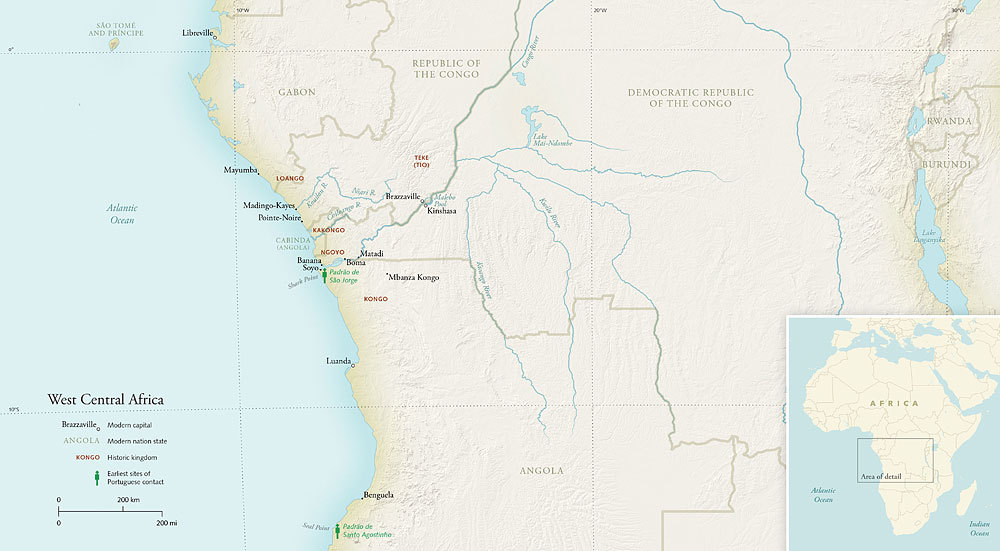 10°W
20°W
30°W
SÃO TOMÉ
AND PRÍNCIPE
Libreville
0°
Congo River
REPUBLIC OF
THE CONGO
GABON
DEMOCRATIC REPUBLIC
OF THE CONGO
RWANDA
BURUNDI
Lake
Mai-Ndombe
TEKE
(TIO)
Mayumba
LOANGO
Kouilou R.
Niari R.
Brazzaville
Malebo
Pool
Kinshasa
Madingo-Kayes
Pointe-Noire
Chiloango R.
Kwilu River
Atlantic
Ocean
KAKONGO
CABINDA
(ANGOLA)
NGOYO
Lake
Tanganyika
Banana
Soyo
Boma
Matadi
Shark Point
Padrão de
São Jorge
Mbanza Kongo
Kwango River
KONGO
Luanda
10°S
West Central Africa
Brazzaville
Modern capital
ANGOLA
Modern nation state
KONGO
Historic kingdom
Earliest sites of
Portuguese contact
0
200 km
0
200 mi
ANGOLA
Benguela
Seal Point
Padrão de
Santo Agostinho
AFRICA
Area of detail
Atlantic
Ocean
Indian
Ocean